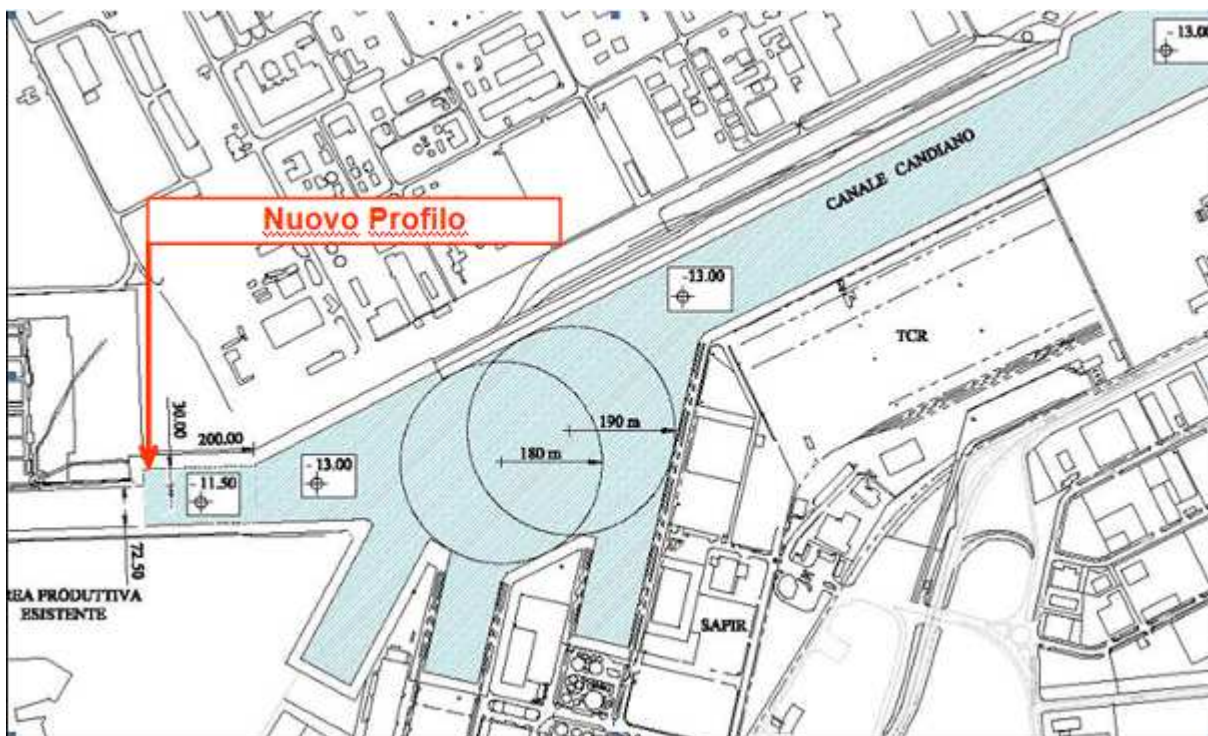 - 13.00
CANALE CANDIANO
Nuovo Profilo
-13.00
TCR
30.00
200.00
190 m
180 m
- 13.00
- 11.50
72.50
REA PRODUTTIVA
ESISTENTE
SAPIR